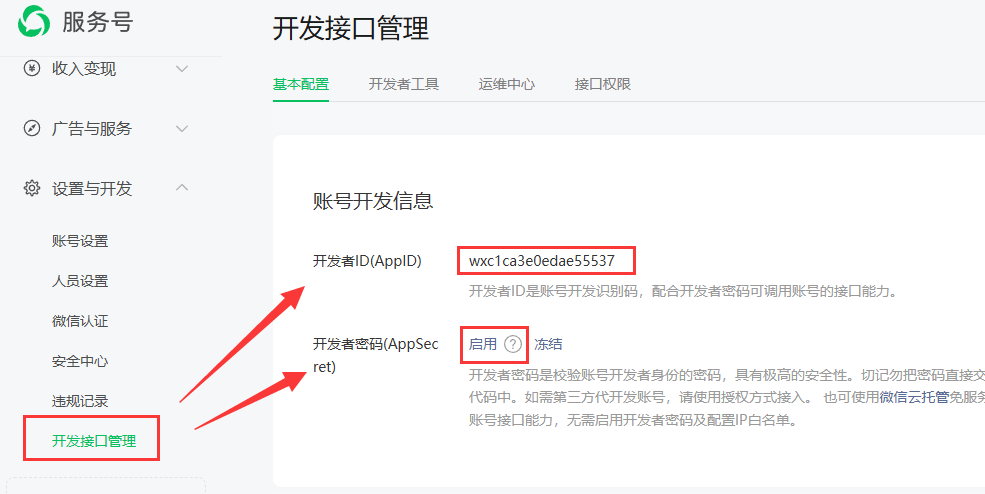 服务号
收入变现
广告与服务
设置与开发
账号设置
人员设置
微信认证
安全中心
违规记录
开发接口管理
开发接口管理
基本配置 开发者工具 运维中心 接口权限
账号开发信息
开发者ID(AppID) wxc1ca3e0edae55537
开发者ID是账号开发识别码，配合开发者密码可调用账号的接口能力。
开发者密码(AppSec 启用 ? 冻结
ret)
开发者密码是校验账号开发者身份的密码，具有极高的安全性。切记勿把密码直接交
代码中。如需第三方代开发账号，请使用授权方式接入。 也可使用微信云托管免服务
账号接口能力，无需启用开发者密码及配置IP白名单。